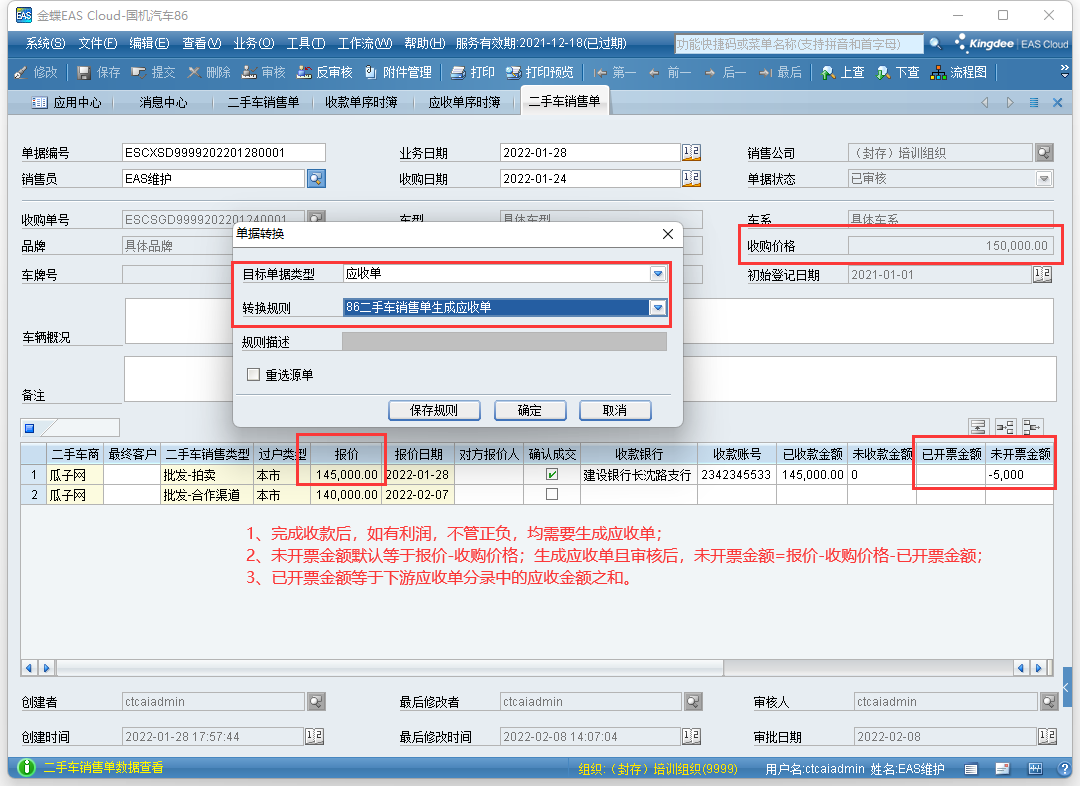 金蝶EAS Cloud-国机汽车86
系统(S) 文件(F) 编辑(E) 查看(V) 业务(O) 工具(T) 工作流(W) 帮助(H) 服务有效期:2021-12-18(已过期) 功能快捷码或菜单名称(支持拼音和首字母) Kingdee EAS Cloud
修改 保存 提交 删除 审核 反审核 附件管理 打印 打印预览 第一 前一 后一 最后 上查 下查 流程图
应用中心 消息中心 二手车销售单 收款单序时簿 应收单序时簿 二手车销售单
单据编号 ESCXSD9999202201280001 业务日期 2022-01-28 销售公司 （封存）培训组织
销售员 EAS维护 收购日期 2022-01-24 单据状态 已审核
收购单号 ESCSGD9999202201240001 车型 具体车型 车系 具体车系
品牌 具体品牌 收购价格 150,000.00
车牌号 初始登记日期 2021-01-01
车辆概况
备注
单据转换
目标单据类型 应收单
转换规则 86二手车销售单生成应收单
规则描述
重选源单
保存规则 确定 取消
二手车商 最终客户 二手车销售类型 过户类型 报价 报价日期 对方报价人 确认成交 收款银行 收款账号 已收款金额 未收款金额 已开票金额 未开票金额
1 瓜子网 批发-拍卖 本市 145,000.00 2022-01-28 建设银行长沈路支行 2342345533 145,000.00 0 -5,000
2 瓜子网 批发-合作渠道 本市 140,000.00 2022-02-07
1、完成收款后，如有利润，不管正负，均需要生成应收单；
2、未开票金额默认等于报价-收购价格；生成应收单且审核后，未开票金额=报价-收购价格-已开票金额；
3、已开票金额等于下游应收单分录中的应收金额之和。
创建者 ctcaiadmin 最后修改者 ctcaiadmin 审核人 ctcaiadmin
创建时间 2022-01-28 17:57:44 最后修改时间 2022-02-08 14:07:04 审批日期 2022-02-08
二手车销售单数据查看 组织:（封存）培训组织(9999) 用户名:ctcaiadmin 姓名:EAS维护